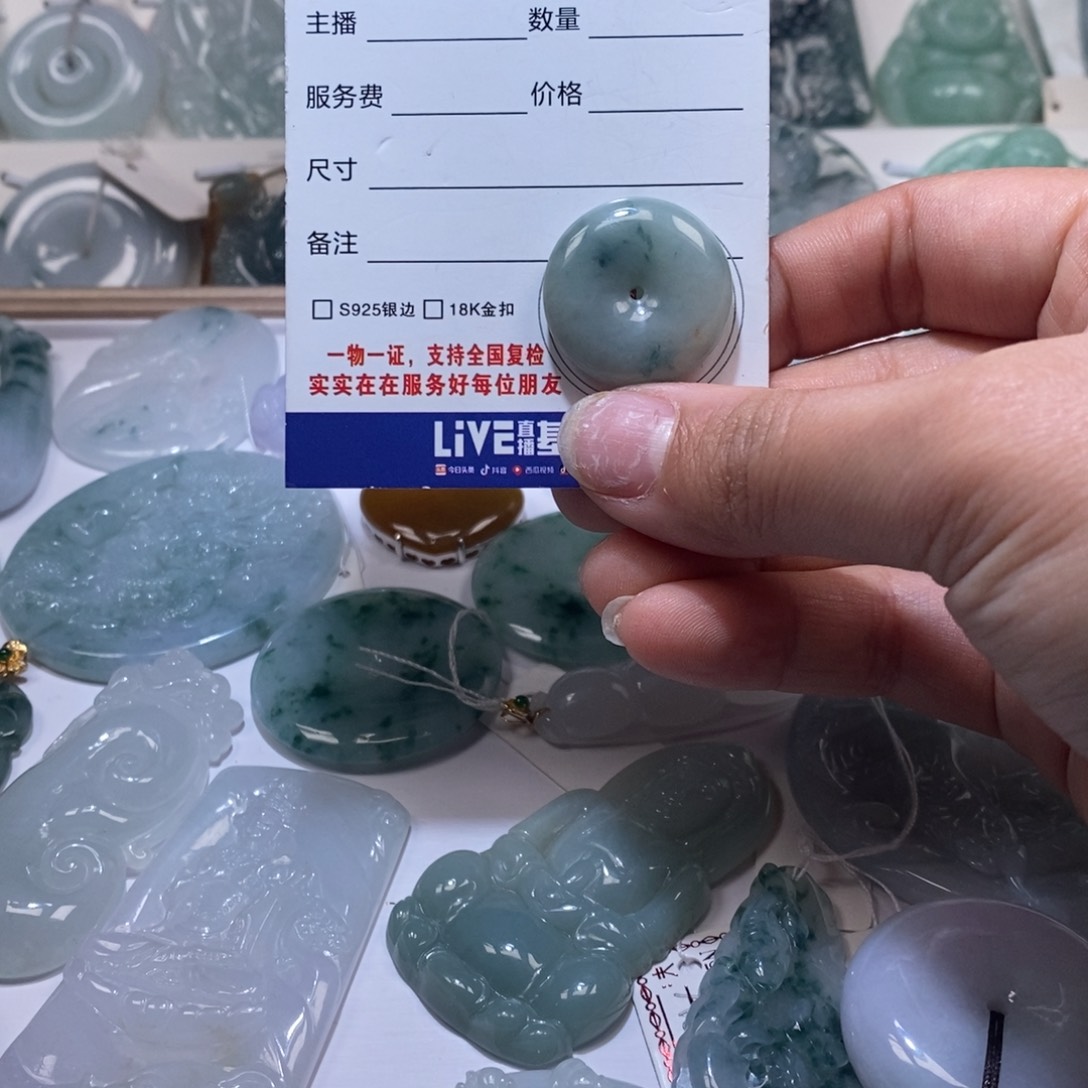 主播 数量
服务费 价格
尺寸
备注
S925银边 18K金扣
一物一证，支持全国复检
实实在在服务好每位朋友
LiVE直播基
今日头条 抖音 西瓜视频